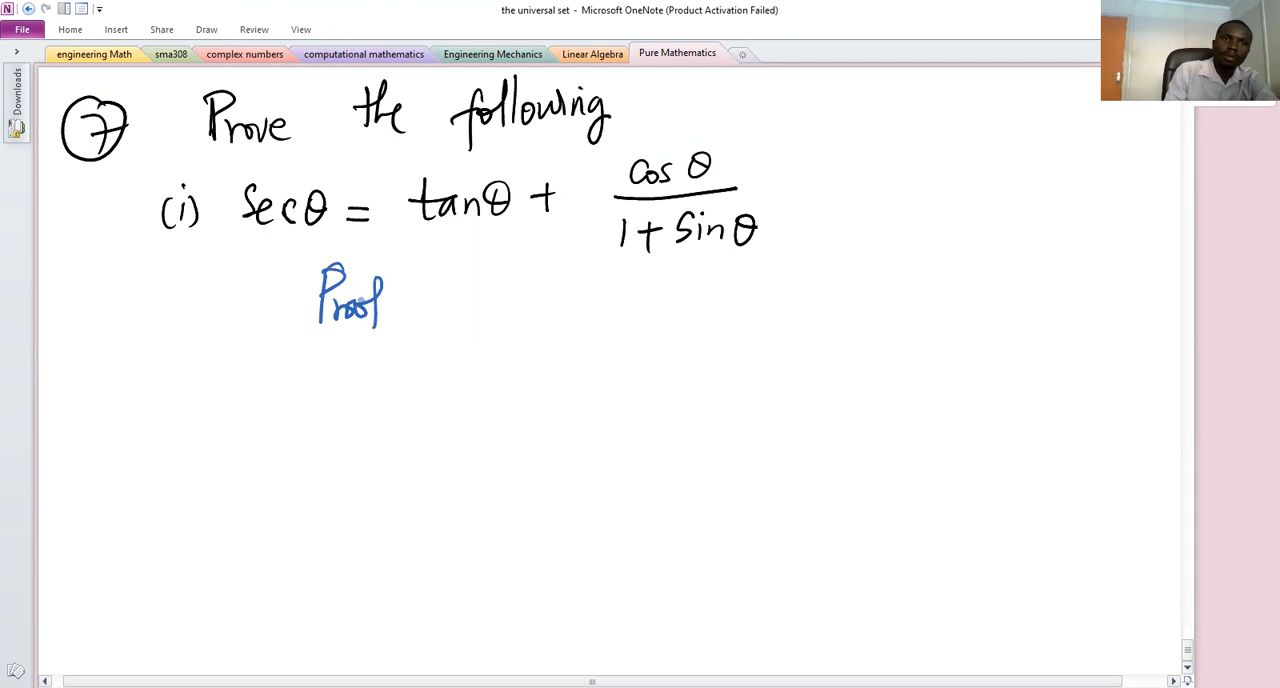 the universal set - Microsoft OneNote (Product Activation Failed)
File Home Insert Share Draw Review View
engineering Math sma308 complex numbers computational mathematics Engineering Mechanics Linear Algebra Pure Mathematics
Downloads
7 Prove the following
(i) Secθ = tanθ + cos θ / 1 + Sinθ
Proof